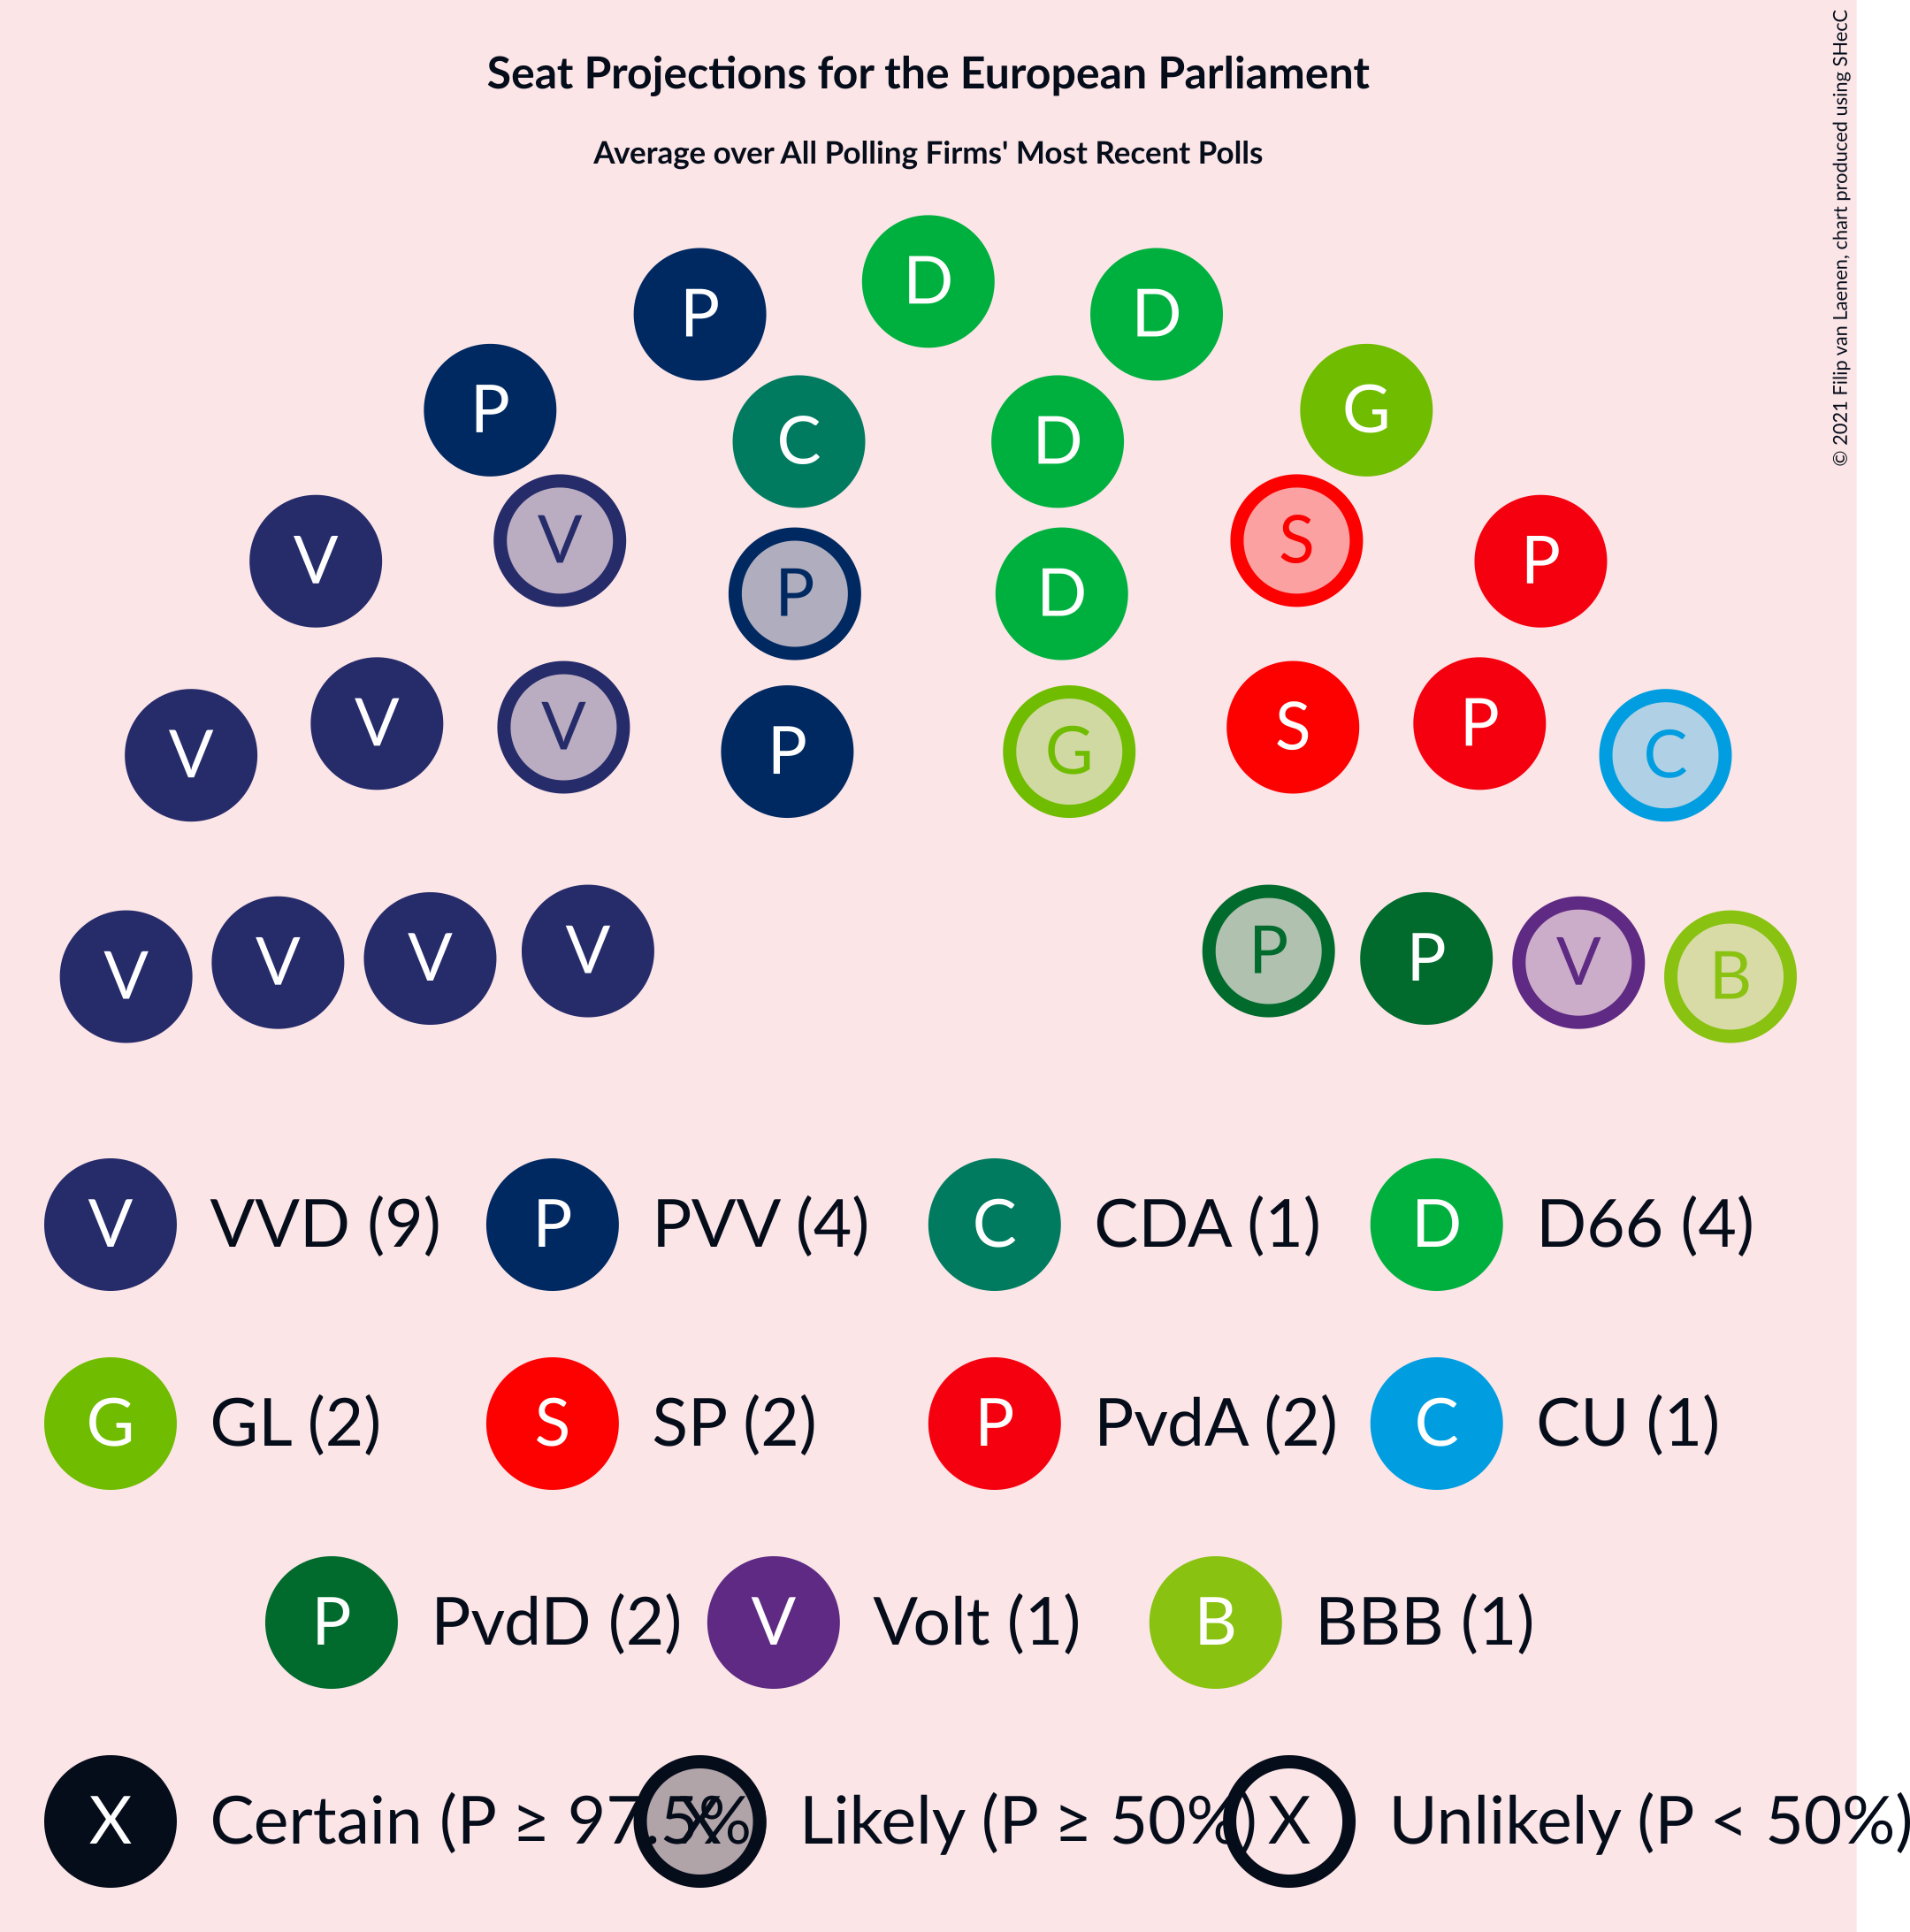 Seat Projections for the European Parliament
Average over All Polling Firms' Most Recent Polls
© 2021 Filip van Laenen, chart produced using SHecC
D
P D
P G
C D
V P
V S
P D
V P
V V S P C
P G
V V V V P P V B
V VVD (9) P PVV (4) C CDA (1) D D66 (4)
G GL (2) S SP (2) P PvdA (2) C CU (1)
P PvdD (2) V Volt (1) B BBB (1)
X Certain (P ≥ 97.5% X Likely (P ≥ 50%) X Unlikely (P < 50%)